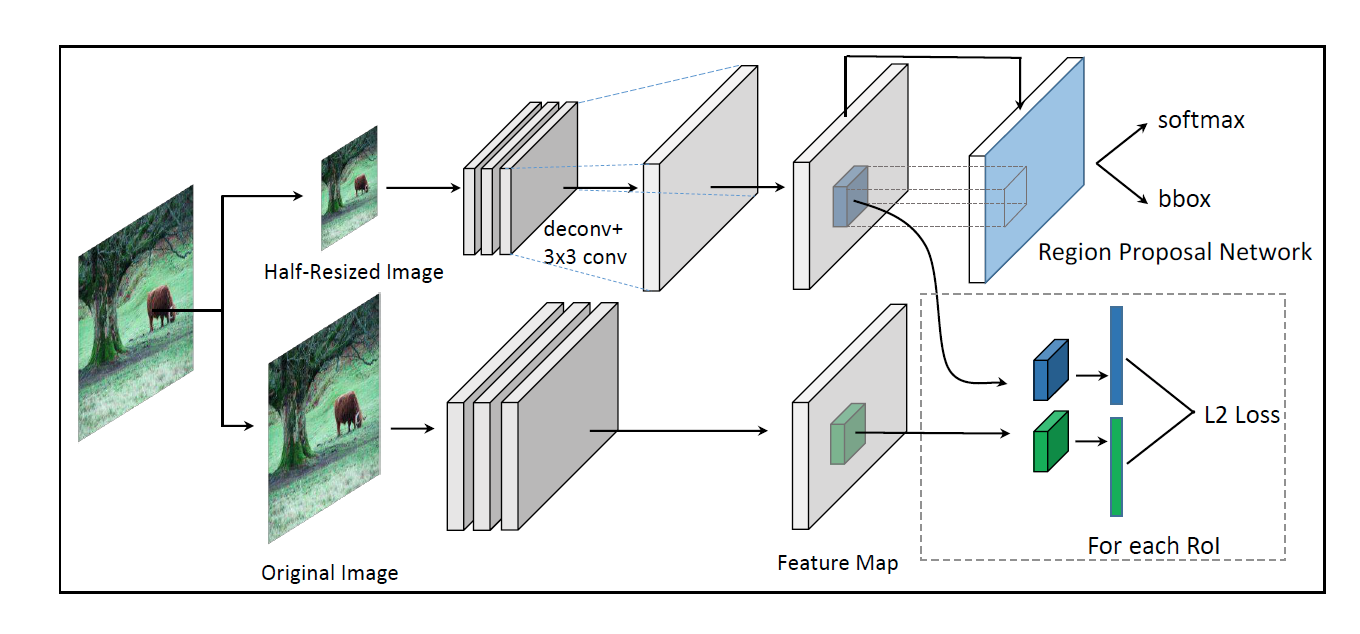 softmax
bbox
deconv+
3x3 conv
Region Proposal Network
Half-Resized Image
L2 Loss
For each RoI
Feature Map
Original Image